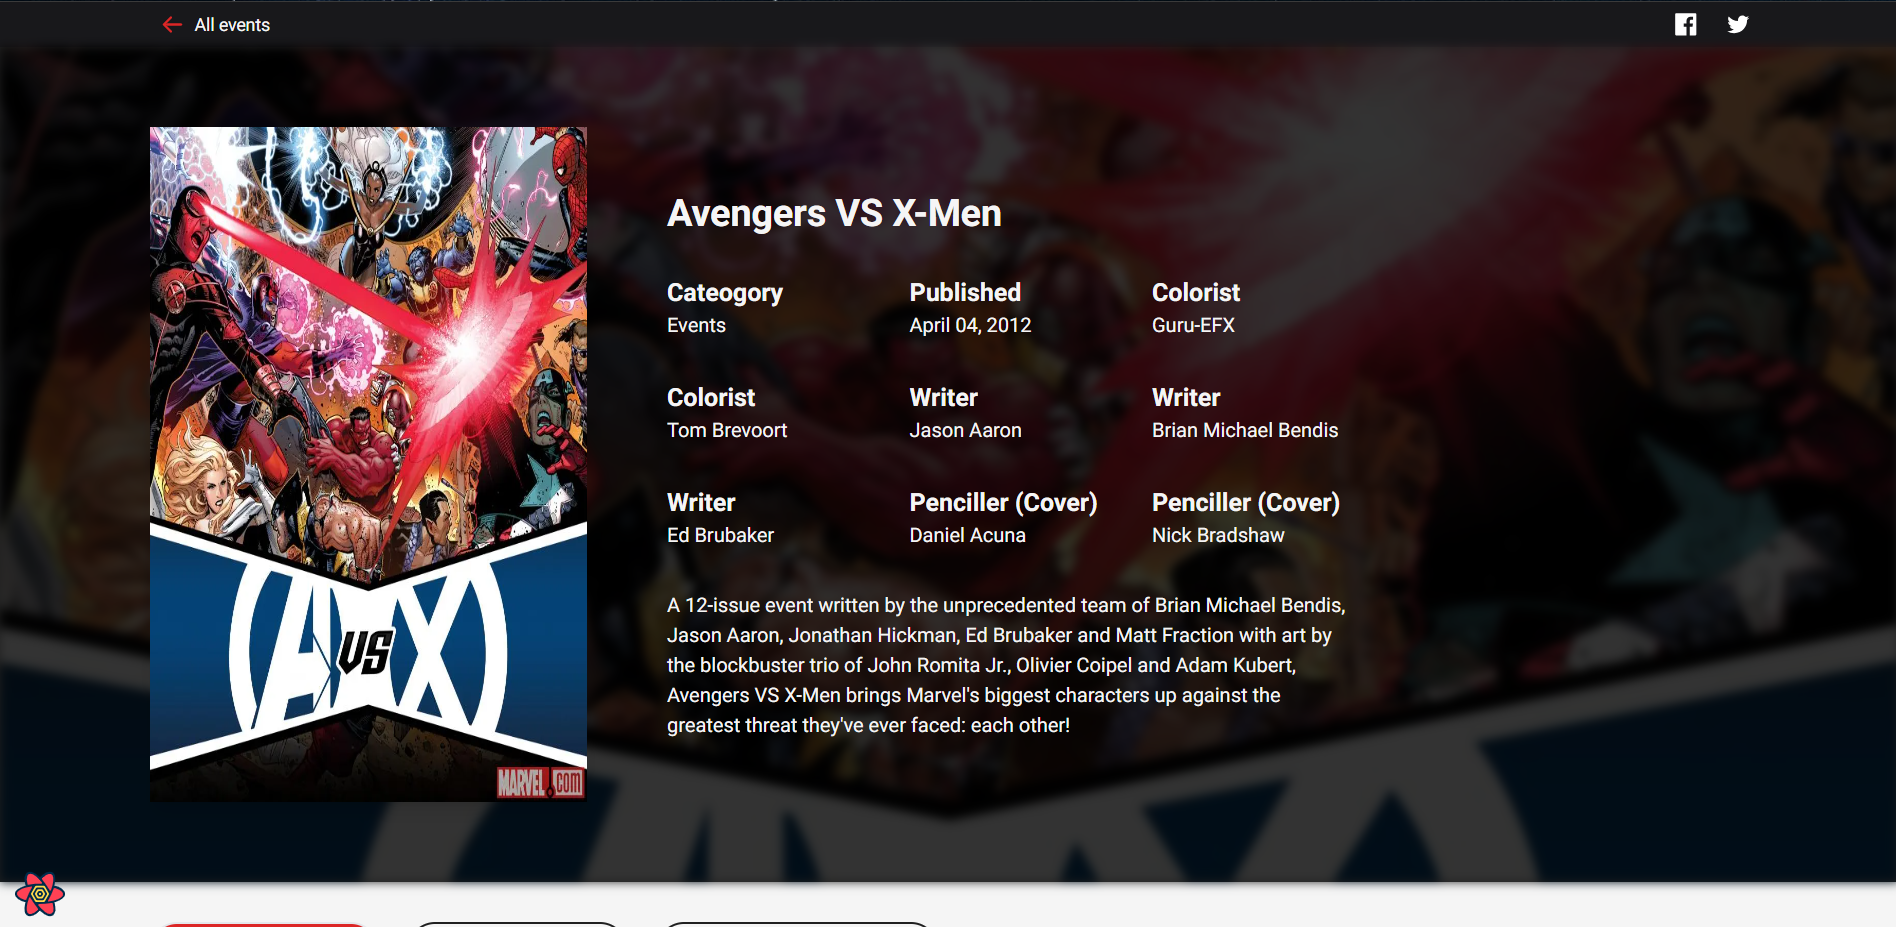 All events
Avengers VS X-Men
Cateogory
Events
Published
April 04, 2012
Colorist
Guru-EFX
Colorist
Tom Brevoort
Writer
Jason Aaron
Writer
Brian Michael Bendis
Writer
Ed Brubaker
Penciller (Cover)
Daniel Acuna
Penciller (Cover)
Nick Bradshaw
A 12-issue event written by the unprecedented team of Brian Michael Bendis,
Jason Aaron, Jonathan Hickman, Ed Brubaker and Matt Fraction with art by
the blockbuster trio of John Romita Jr., Olivier Coipel and Adam Kubert,
Avengers VS X-Men brings Marvel's biggest characters up against the
greatest threat they've ever faced: each other!
A VS X
MARVEL.COM